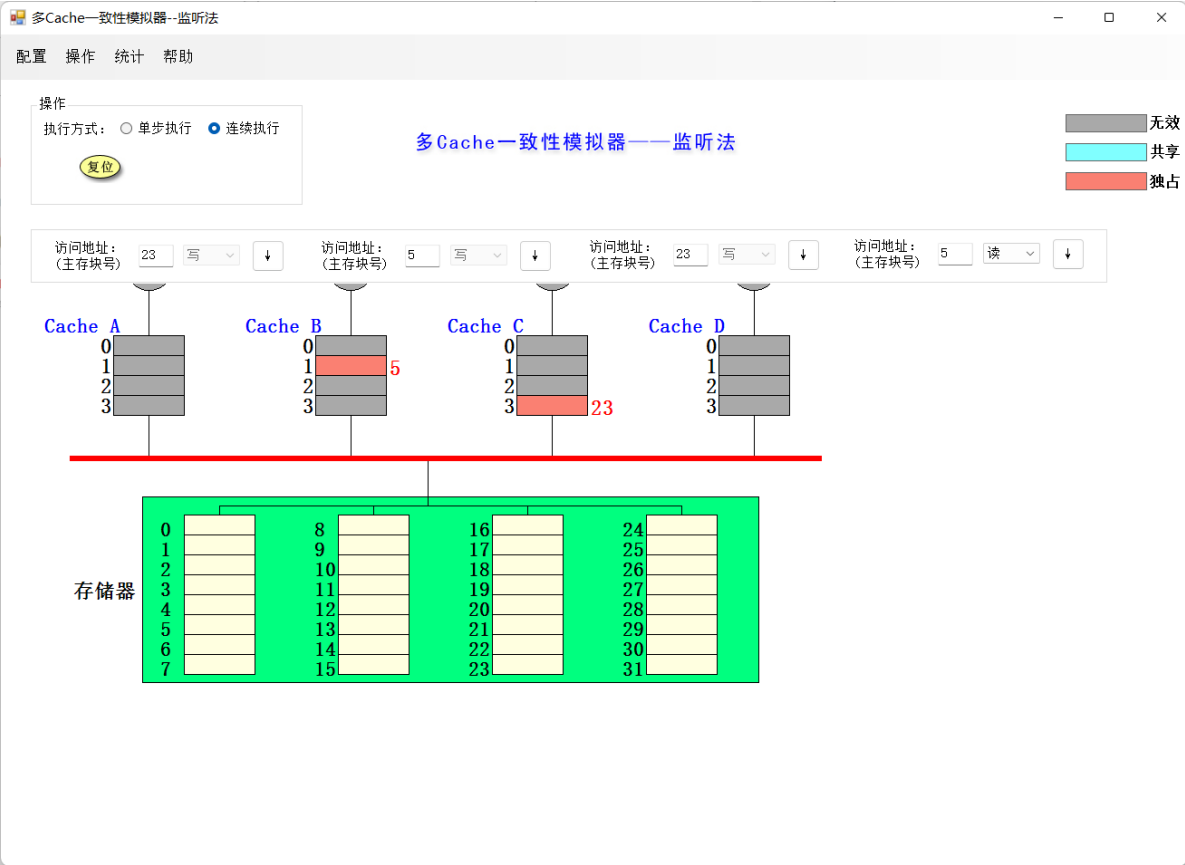 多Cache一致性模拟器--监听法
配置 操作 统计 帮助
操作
执行方式： 单步执行 连续执行
复位
多Cache一致性模拟器——监听法
无效
共享
独占
访问地址：
(主存块号)
23 写 ↓
访问地址：
(主存块号)
5 写 ↓
访问地址：
(主存块号)
23 写 ↓
访问地址：
(主存块号)
5 读 ↓
Cache A
0
1
2
3
Cache B
0
1 5
2
3
Cache C
0
1
2
3 23
Cache D
0
1
2
3
存储器
0 8 16 24
1 9 17 25
2 10 18 26
3 11 19 27
4 12 20 28
5 13 21 29
6 14 22 30
7 15 23 31